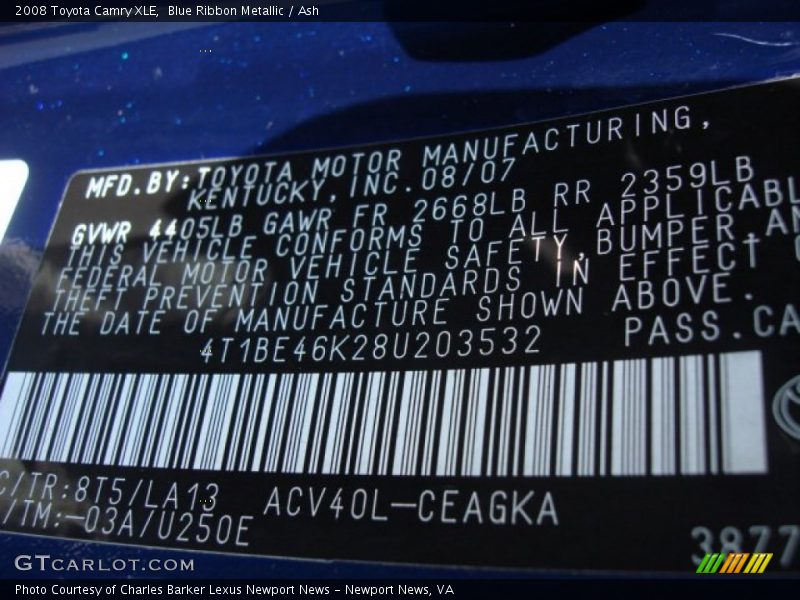 2008 Toyota Camry XLE, Blue Ribbon Metallic / Ash
MFD.BY:TOYOTA MOTOR MANUFACTURING,
KENTUCKY,INC.08/07
GVWR 4405LB GAWR FR 2668LB RR 2359LB
THIS VEHICLE CONFORMS TO ALL APPLICABL
FEDERAL MOTOR VEHICLE SAFETY,BUMPER,AN
THEFT PREVENTION STANDARDS IN EFFECT
THE DATE OF MANUFACTURE SHOWN ABOVE.
4T1BE46K28U203532 PASS.CA
C/TR:8T5/LA13 ACV40L-CEAGKA
/TM:-03A/U250E
3877
GTCARLOT.COM
Photo Courtesy of Charles Barker Lexus Newport News - Newport News, VA